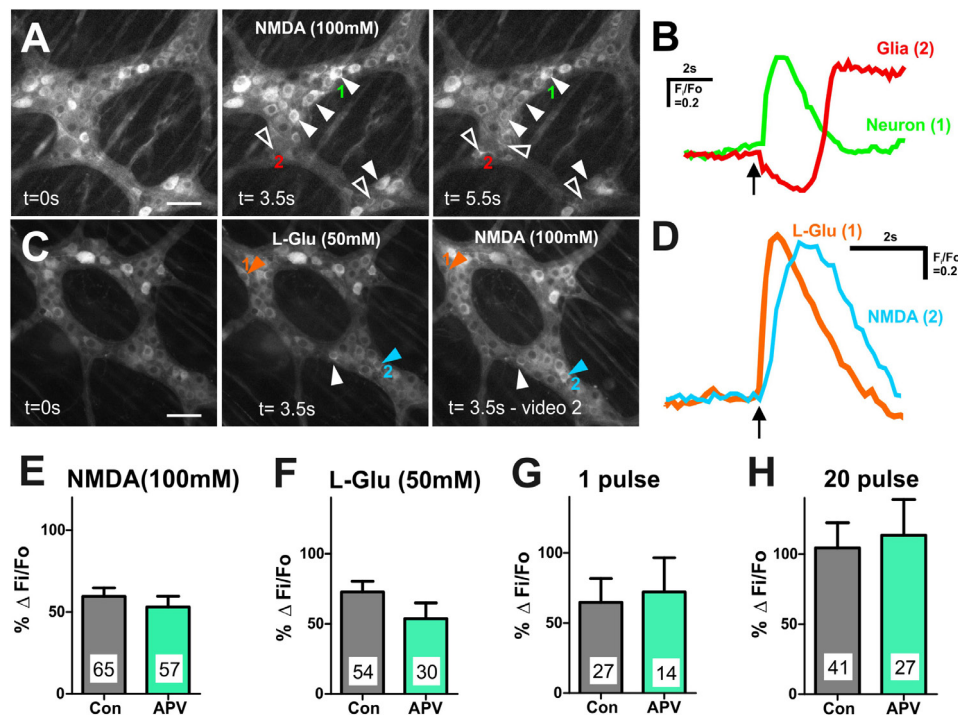 A
NMDA (100mM)
1
1
2
2
t=0s
t= 3.5s
t= 5.5s
B
2s
Fi/Fo
=0.2
Glia (2)
Neuron (1)
C
L-Glu (50mM)
NMDA (100mM)
1
1
2
2
t=0s
t= 3.5s
t= 3.5s - video 2
D
L-Glu (1)
2s
Fi/Fo
=0.2
NMDA (2)
E
NMDA(100mM)
% Δ Fi/Fo
100
50
0
65
57
Con
APV
F
L-Glu (50mM)
% Δ Fi/Fo
100
50
0
54
30
Con
APV
G
1 pulse
% Δ Fi/Fo
100
50
0
27
14
Con
APV
H
20 pulse
% Δ Fi/Fo
100
50
0
41
27
Con
APV